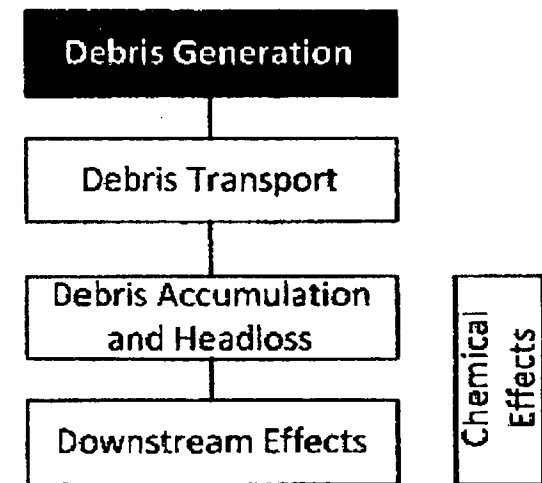 Debris Generation
Debris Transport
Debris Accumulation
and Headloss
Downstream Effects
Chemical
Effects